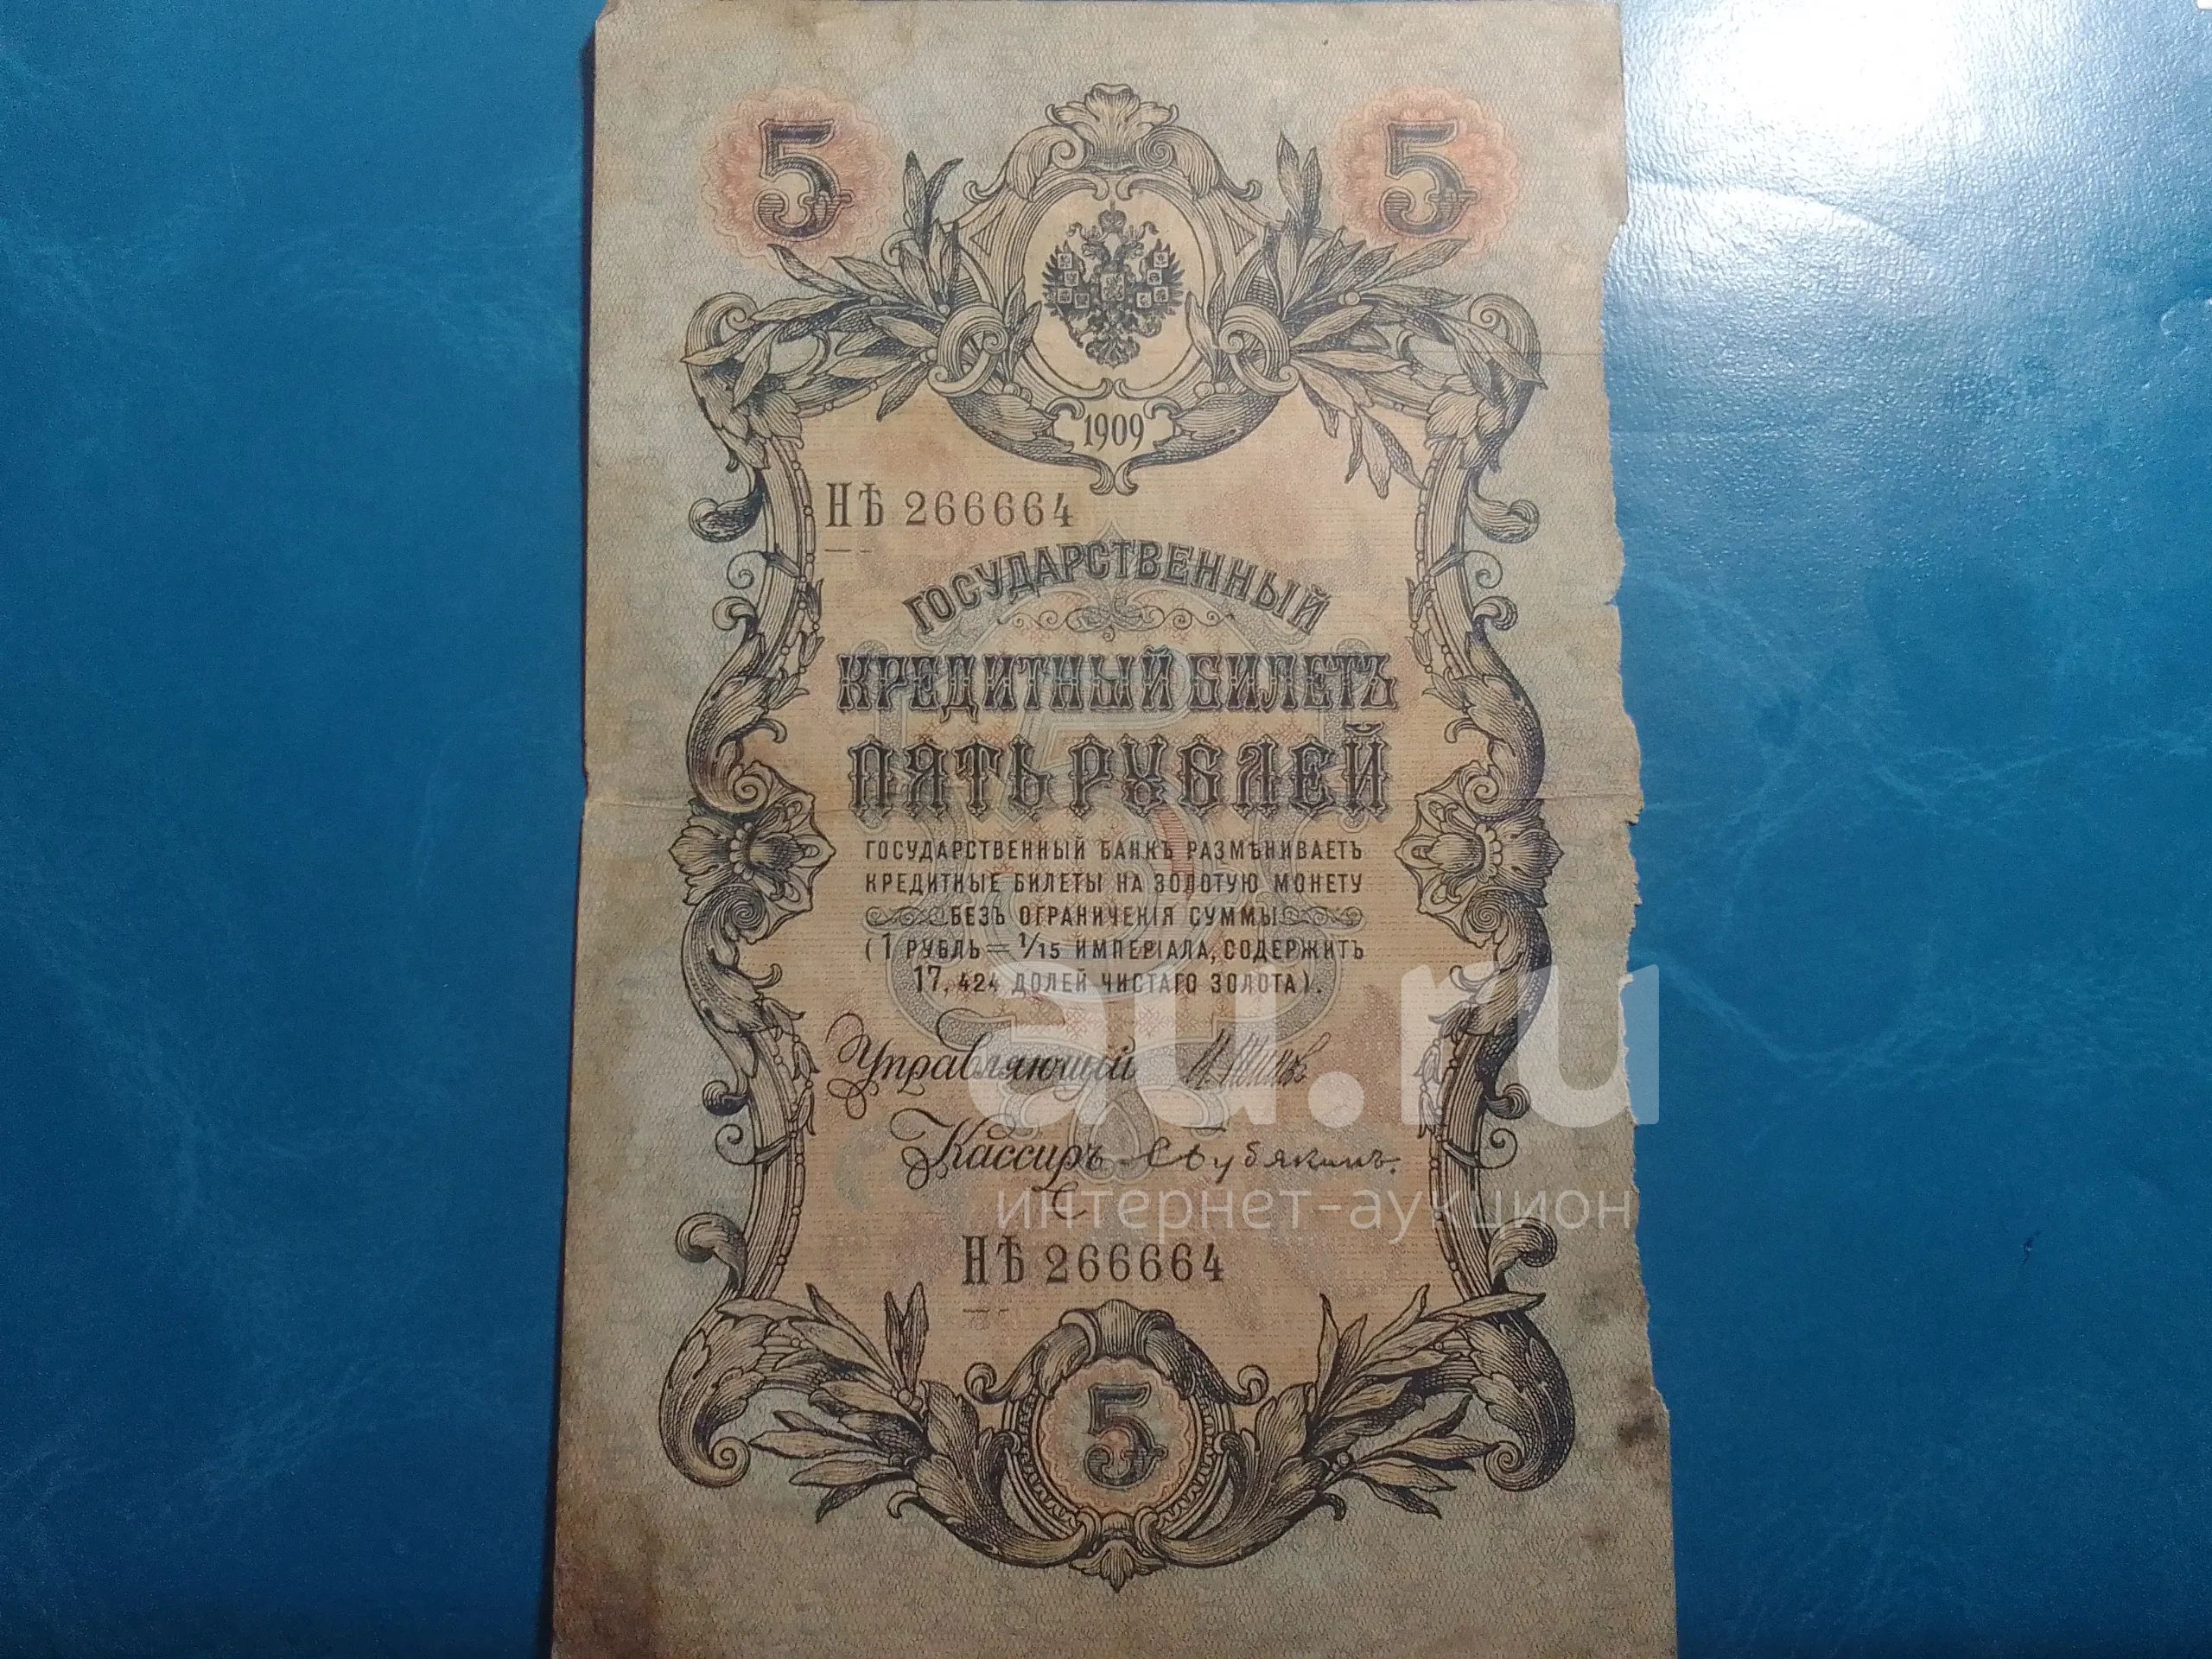 5 5
1909
НѢ 266664
ГОСУДАРСТВЕННЫЙ
КРЕДИТНЫЙ БИЛЕТЪ
ПЯТЬ РУБЛЕЙ
ГОСУДАРСТВЕННЫЙ БАНКЪ РАЗМѢНИВАЕТЪ
КРЕДИТНЫЕ БИЛЕТЫ НА ЗОЛОТУЮ МОНЕТУ
БЕЗЪ ОГРАНИЧЕНІЯ СУММЫ
(1 РУБЛЬ = 1/15 ИМПЕРІАЛА, СОДЕРЖИТЪ
17,424 ДОЛЕЙ ЧИСТАГО ЗОЛОТА).
au.ru
Управляющій
Кассиръ
интернет-аукцион
НѢ 266664
5